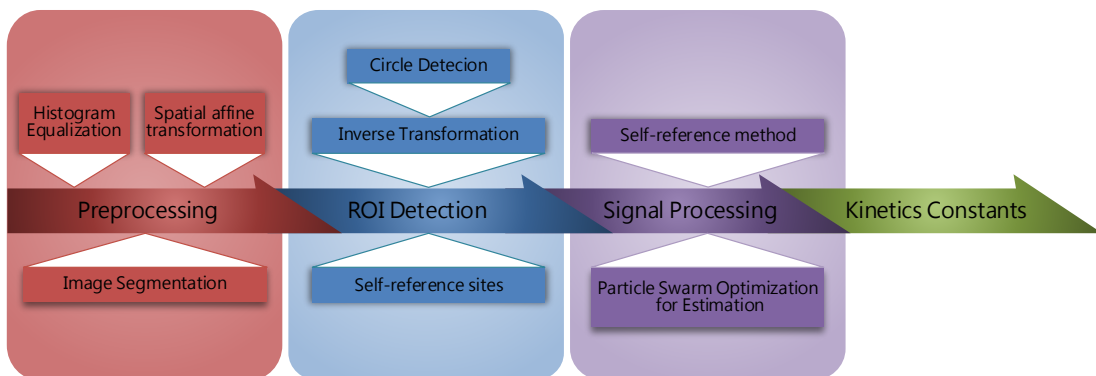 Histogram
Equalization
Spatial affine
transformation
Preprocessing
Image Segmentation
Circle Detecion
Inverse Transformation
ROI Detection
Self-reference sites
Self-reference method
Signal Processing
Particle Swarm Optimization
for Estimation
Kinetics Constants